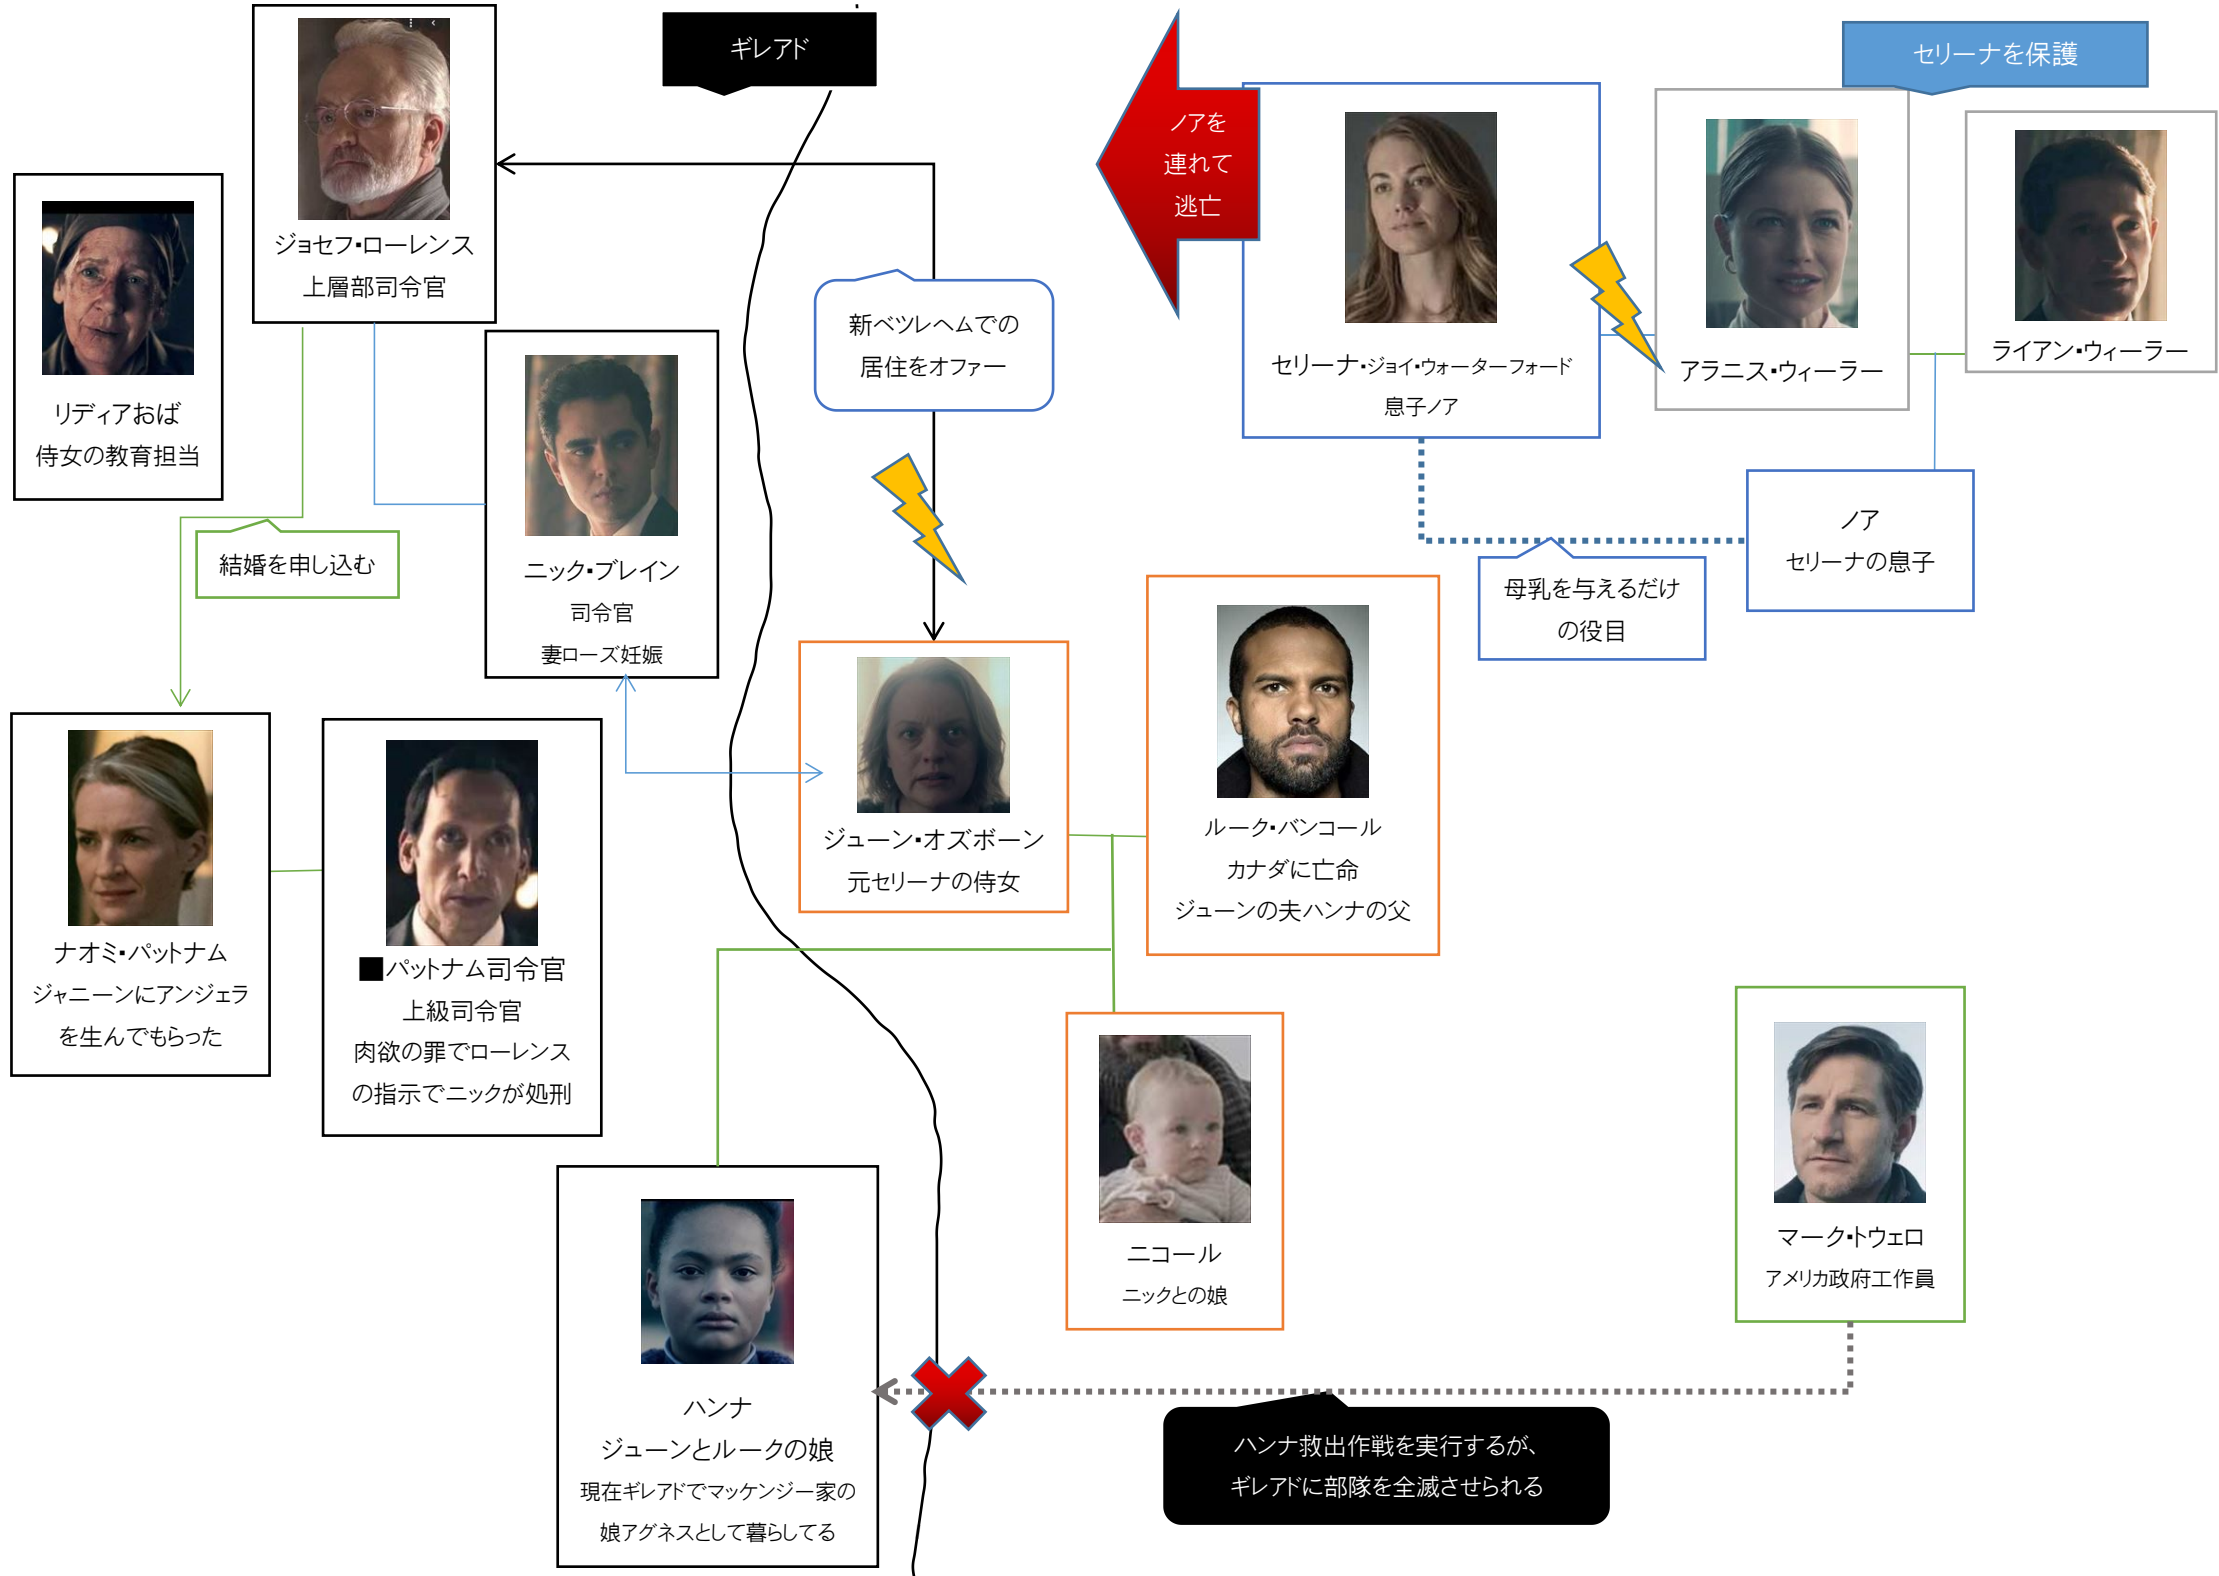 ギレアド
セリーナを保護
ノアを
連れて
逃亡
ジョセフ・ローレンス
上層部司令官
リディアおば
侍女の教育担当
新ベツレヘムでの
居住をオファー
セリーナ・ジョイ・ウォーターフォード
息子ノア
アラニス・ウィーラー
ライアン・ウィーラー
結婚を申し込む
ニック・ブレイン
司令官
妻ローズ妊娠
ノア
セリーナの息子
母乳を与えるだけ
の役目
ナオミ・パットナム
ジャニーンにアンジェラ
を生んでもらった
■パットナム司令官
上級司令官
肉欲の罪でローレンス
の指示でニックが処刑
ジューン・オズボーン
元セリーナの侍女
ルーク・バンコール
カナダに亡命
ジューンの夫ハンナの父
ニコール
ニックとの娘
マーク・トウェロ
アメリカ政府工作員
ハンナ
ジューンとルークの娘
現在ギレアドでマッケンジー家の
娘アグネスとして暮らしてる
ハンナ救出作戦を実行するが、
ギレアドに部隊を全滅させられる